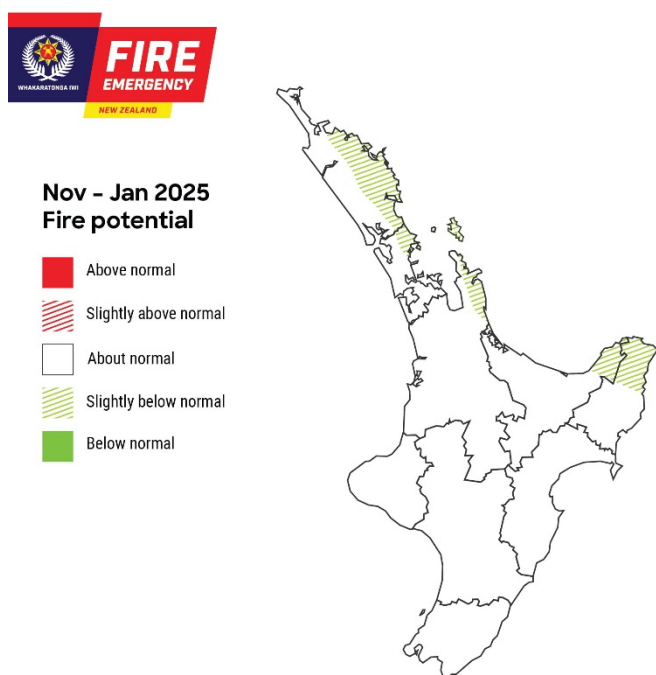 WHAKARATONGA IWI
FIRE
EMERGENCY
NEW ZEALAND
Nov – Jan 2025
Fire potential
Above normal
Slightly above normal
About normal
Slightly below normal
Below normal